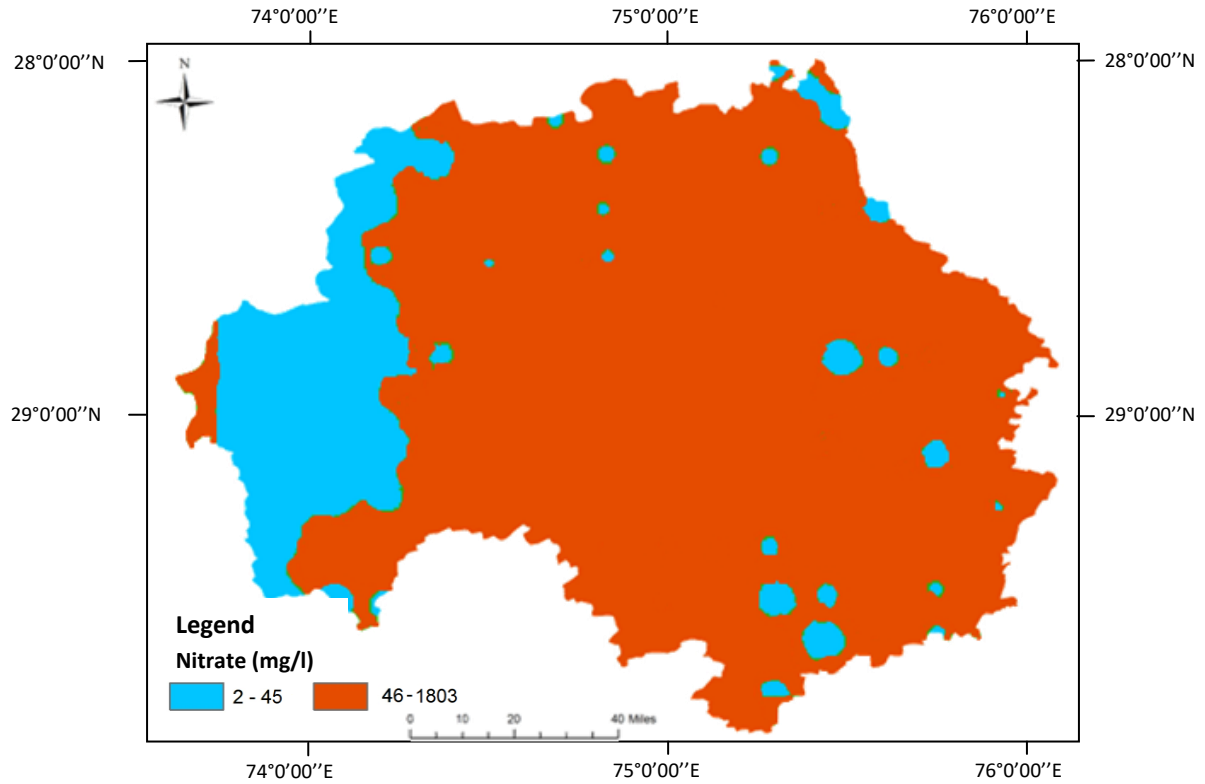 74°0′00′′E 75°0′00′′E 76°0′00′′E
28°0′00′′N 28°0′00′′N
N
29°0′00′′N 29°0′00′′N
Legend
Nitrate (mg/l)
2 - 45 46-1803
0 10 20 40 Miles
74°0′00′′E 75°0′00′′E 76°0′00′′E